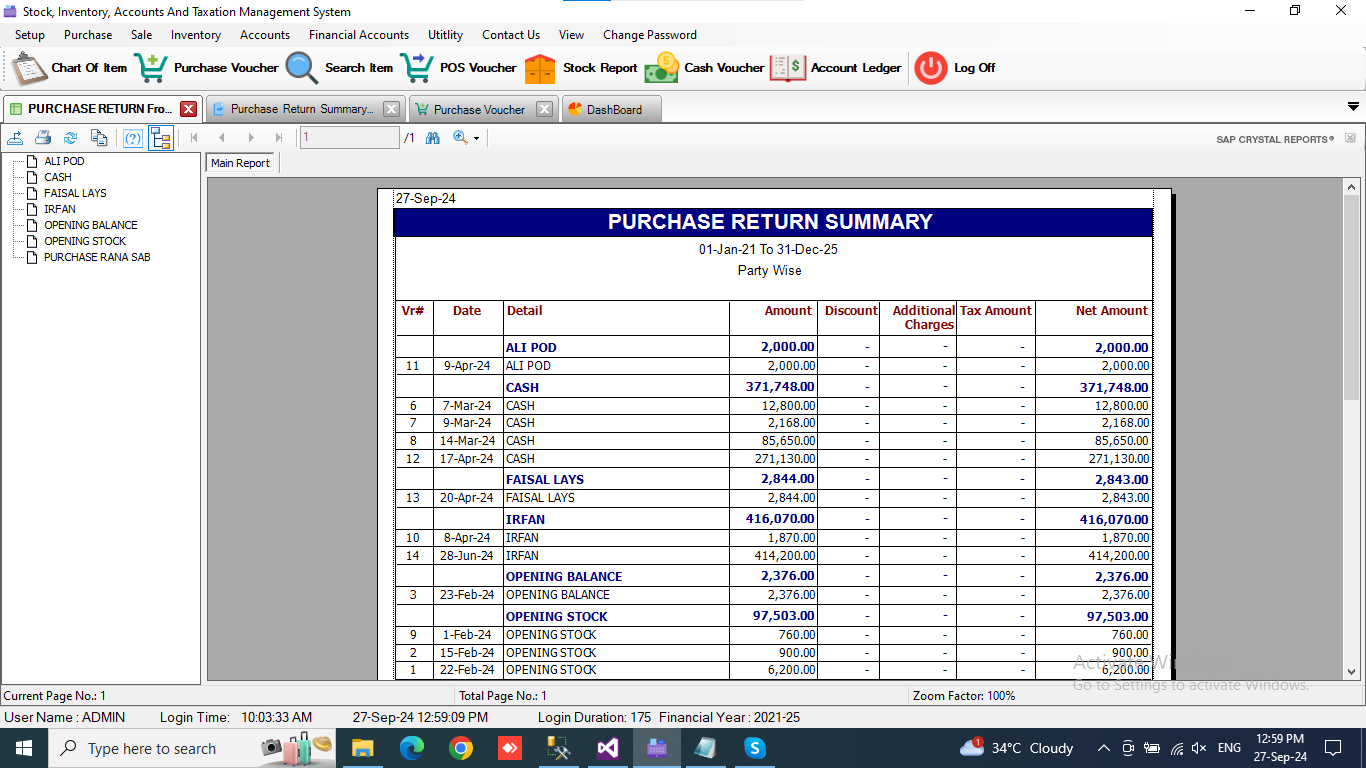 Stock, Inventory, Accounts And Taxation Management System
Setup Purchase Sale Inventory Accounts Financial Accounts Utitlity Contact Us View Change Password
Chart Of Item Purchase Voucher Search Item POS Voucher Stock Report Cash Voucher Account Ledger Log Off
PURCHASE RETURN Fro... Purchase Return Summary... Purchase Voucher DashBoard
1 /1 SAP CRYSTAL REPORTS®
ALI POD
CASH
FAISAL LAYS
IRFAN
OPENING BALANCE
OPENING STOCK
PURCHASE RANA SAB
Main Report
27-Sep-24
PURCHASE RETURN SUMMARY
01-Jan-21 To 31-Dec-25
Party Wise
Vr# Date Detail Amount Discount Additional Charges Tax Amount Net Amount
ALI POD 2,000.00 - - - 2,000.00
11 9-Apr-24 ALI POD 2,000.00 - - - 2,000.00
CASH 371,748.00 - - - 371,748.00
6 7-Mar-24 CASH 12,800.00 - - - 12,800.00
7 9-Mar-24 CASH 2,168.00 - - - 2,168.00
8 14-Mar-24 CASH 85,650.00 - - - 85,650.00
12 17-Apr-24 CASH 271,130.00 - - - 271,130.00
FAISAL LAYS 2,844.00 - - - 2,843.00
13 20-Apr-24 FAISAL LAYS 2,844.00 - - - 2,843.00
IRFAN 416,070.00 - - - 416,070.00
10 8-Apr-24 IRFAN 1,870.00 - - - 1,870.00
14 28-Jun-24 IRFAN 414,200.00 - - - 414,200.00
OPENING BALANCE 2,376.00 - - - 2,376.00
3 23-Feb-24 OPENING BALANCE 2,376.00 - - - 2,376.00
OPENING STOCK 97,503.00 - - - 97,503.00
9 1-Feb-24 OPENING STOCK 760.00 - - - 760.00
2 15-Feb-24 OPENING STOCK 900.00 - - - 900.00
1 22-Feb-24 OPENING STOCK 6,200.00 - - - 6,200.00
Activate Wi
Go to Settings to activate Windows.
Current Page No.: 1 Total Page No.: 1 Zoom Factor: 100%
User Name : ADMIN Login Time: 10:03:33 AM 27-Sep-24 12:59:09 PM Login Duration: 175 Financial Year : 2021-25
Type here to search 1 34°C Cloudy ENG 12:59 PM
27-Sep-24